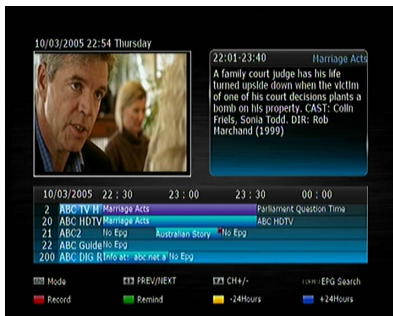 10/03/2005 22:54 Thursday
22:01-23:40 Marriage Acts
A family court judge has his life
turned upside down when the victim
of one of his court decisions plants a
bomb on his property. CAST: Colin
Friels, Sonia Todd. DIR: Rob
Marchand (1999)
10/03/2005 22 : 30 23 : 00 23 : 30 00 : 00
2 ABC TV M Marriage Acts Parliament Question Time
20 ABC HDTV Marriage Acts ABC HDTV
21 ABC2 No Epg Australian Story No Epg
22 ABC Guide No Epg
200 ABC DIG R Info at: abc.net.a No Epg
Mode PREV/NEXT CH+/- EPG Search
Record Remind -24Hours +24Hours